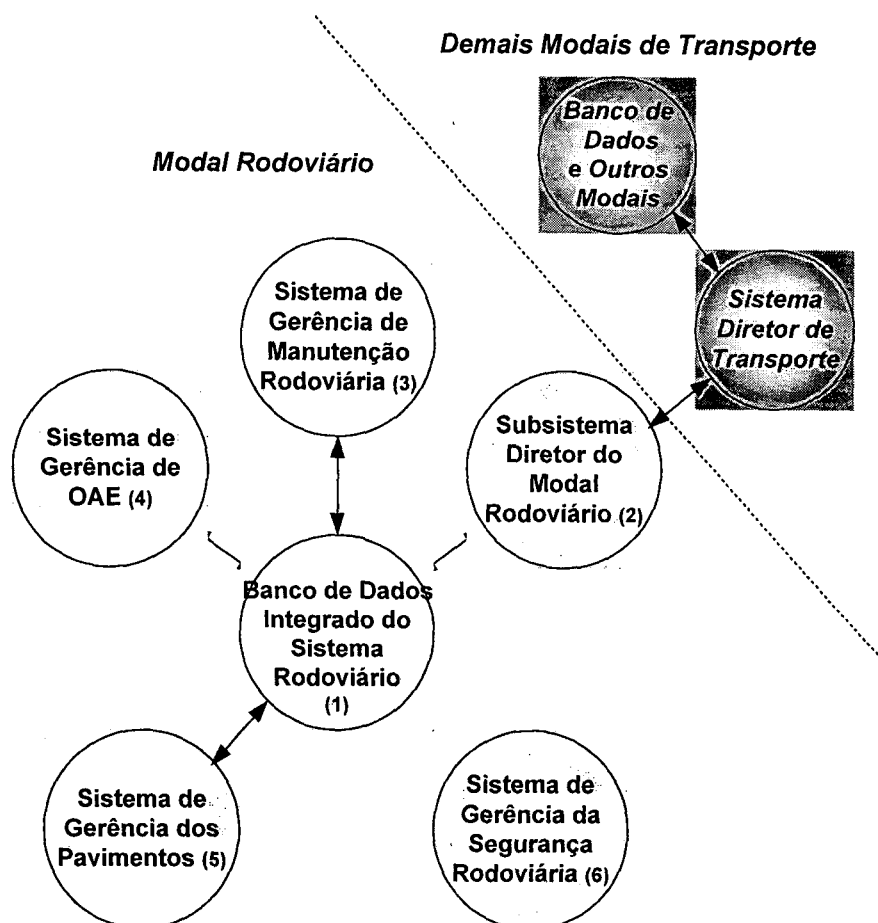 Demais Modais de Transporte
Banco de
Dados
e Outros
Modais
Modal Rodoviário
Sistema
Diretor de
Transporte
Sistema de
Gerência de
Manutenção
Rodoviária (3)
Subsistema
Diretor do
Modal
Rodoviário (2)
Sistema de
Gerência de
OAE (4)
Banco de Dados
Integrado do
Sistema
Rodoviário
(1)
Sistema de
Gerência dos
Pavimentos (5)
Sistema de
Gerência da
Segurança
Rodoviária (6)